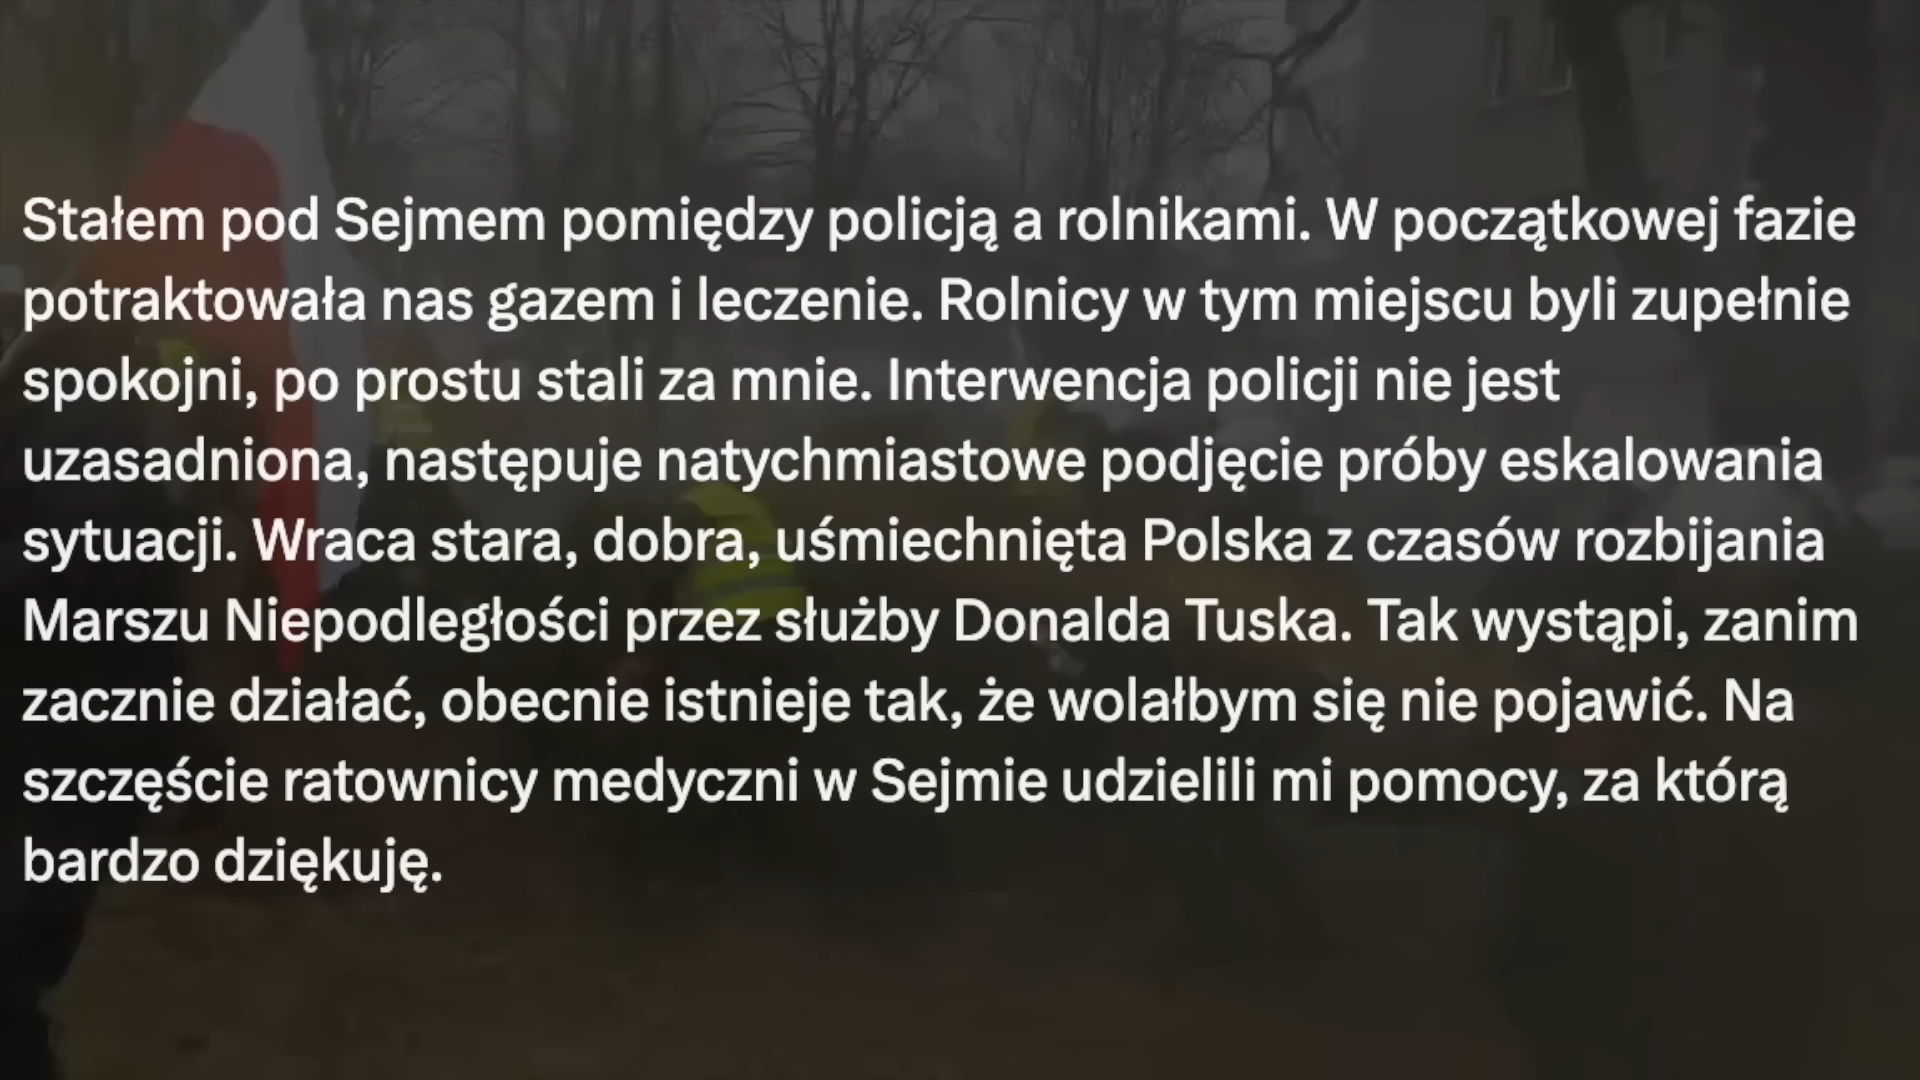 Stałem pod Sejmem pomiędzy policją a rolnikami. W początkowej fazie
potraktowała nas gazem i leczenie. Rolnicy w tym miejscu byli zupełnie
spokojni, po prostu stali za mnie. Interwencja policji nie jest
uzasadniona, następuje natychmiastowe podjęcie próby eskalowania
sytuacji. Wraca stara, dobra, uśmiechnięta Polska z czasów rozbijania
Marszu Niepodległości przez służby Donalda Tuska. Tak wystąpi, zanim
zacznie działać, obecnie istnieje tak, że wolałbym się nie pojawić. Na
szczęście ratownicy medyczni w Sejmie udzielili mi pomocy, za którą
bardzo dziękuję.